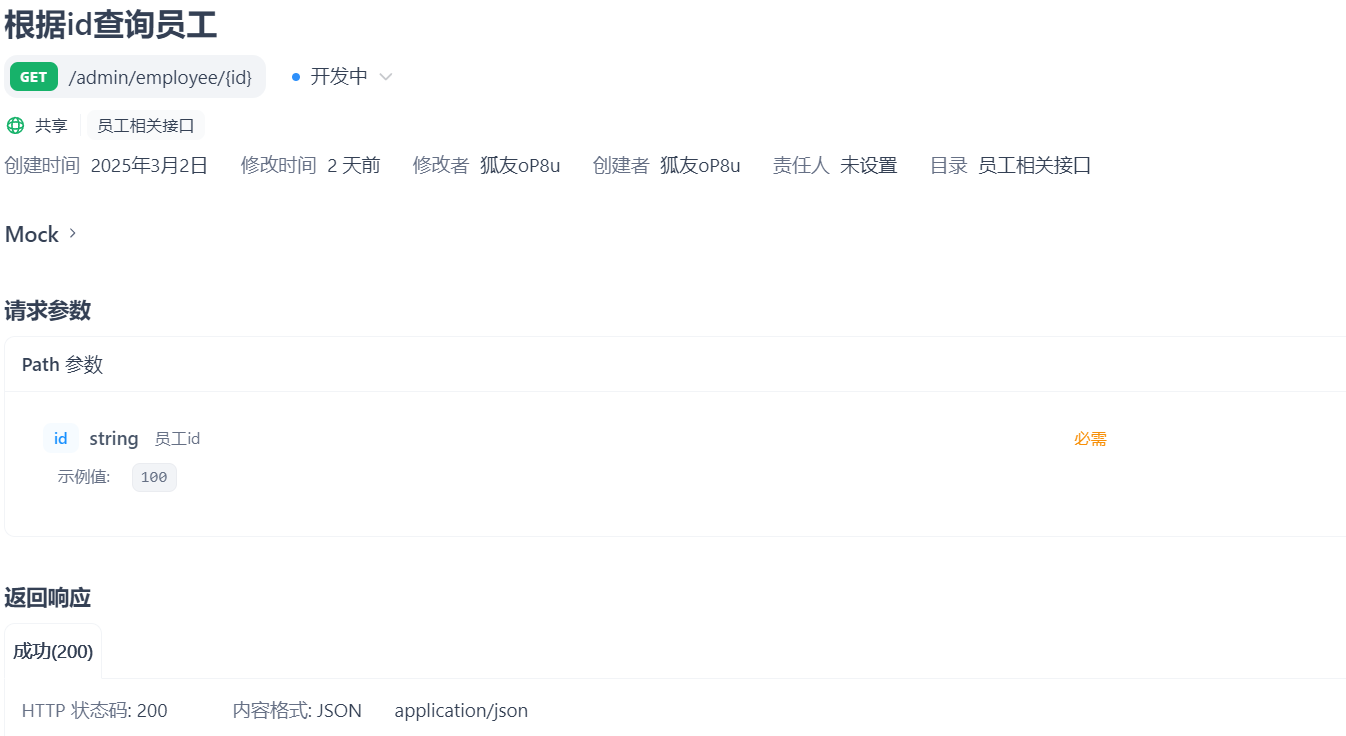 根据id查询员工
GET /admin/employee/{id} 开发中
共享 员工相关接口
创建时间 2025年3月2日 修改时间 2 天前 修改者 狐友oP8u 创建者 狐友oP8u 责任人 未设置 目录 员工相关接口
Mock
请求参数
Path 参数
id string 员工id 必需
示例值: 100
返回响应
成功(200)
HTTP 状态码: 200 内容格式: JSON application/json